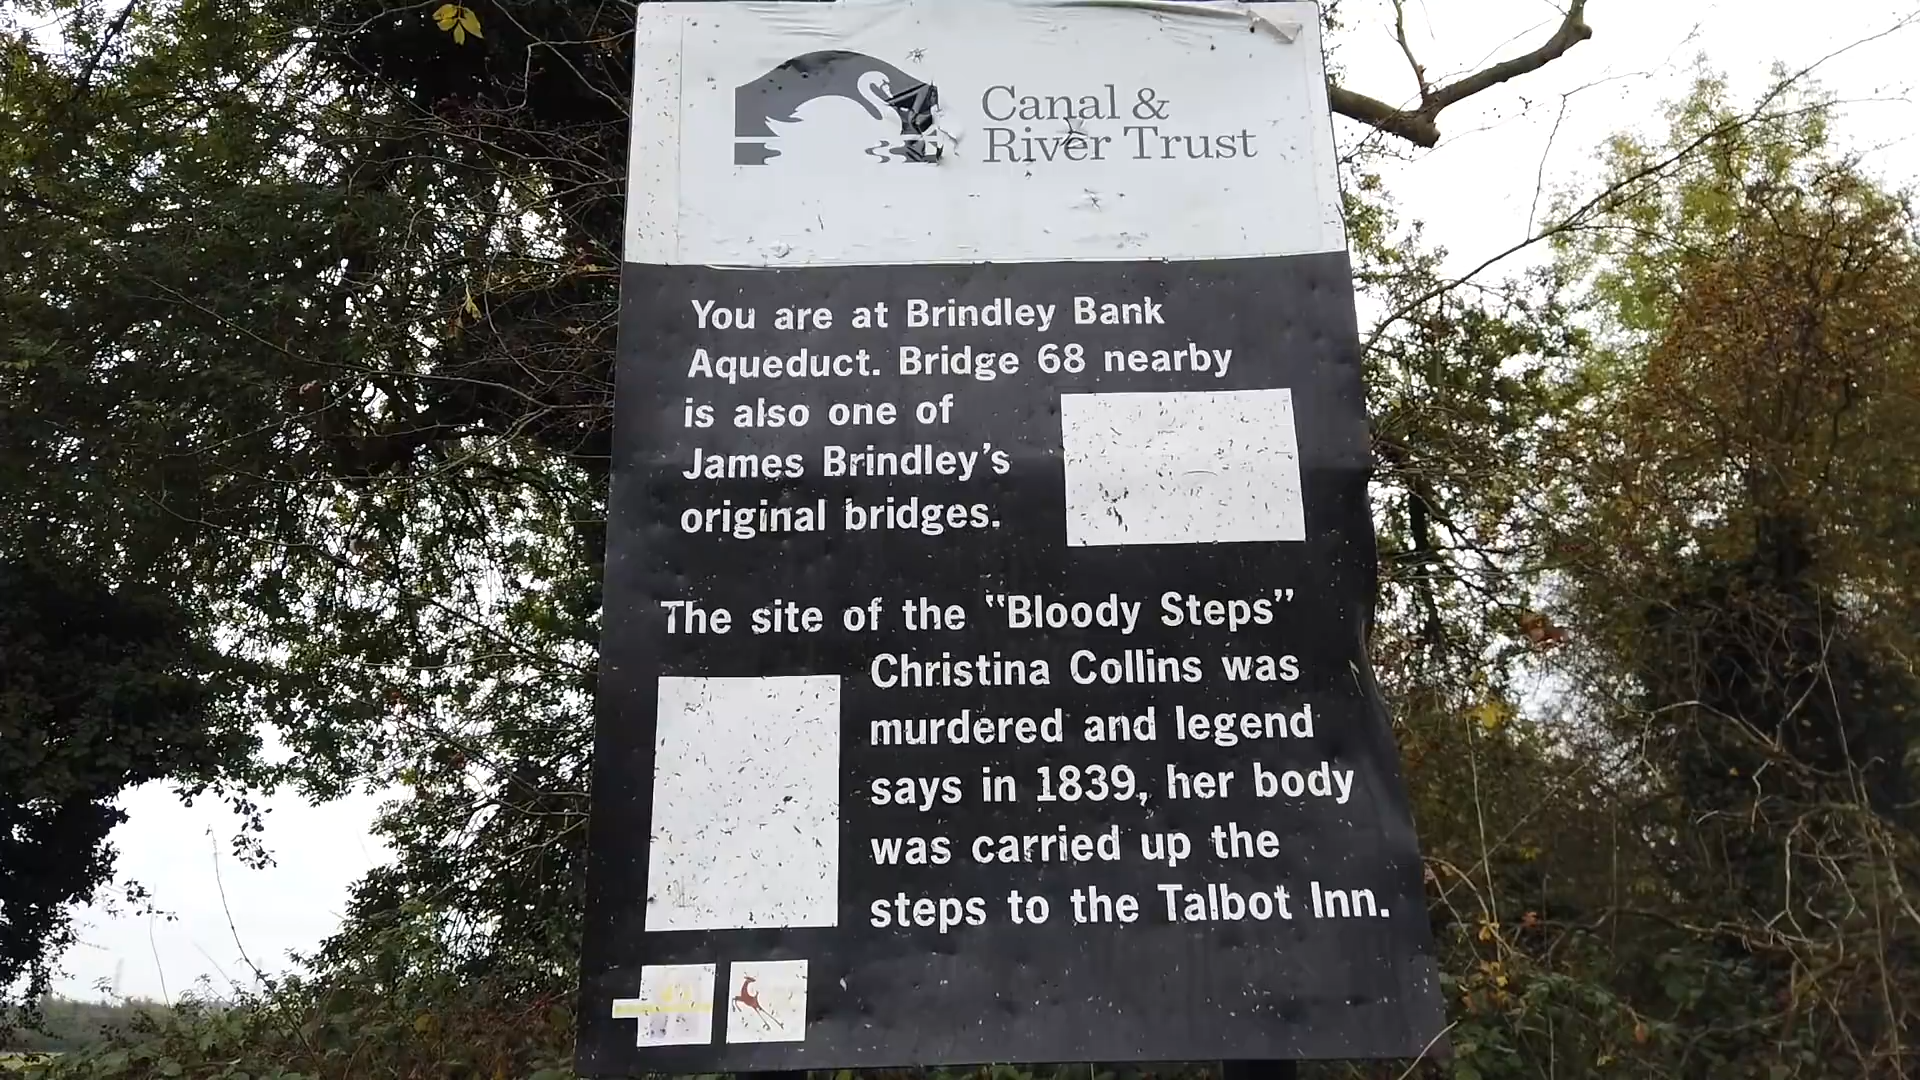 Canal &
River Trust
You are at Brindley Bank
Aqueduct. Bridge 68 nearby
is also one of
James Brindley's
original bridges.
The site of the "Bloody Steps"
Christina Collins was
murdered and legend
says in 1839, her body
was carried up the
steps to the Talbot Inn.